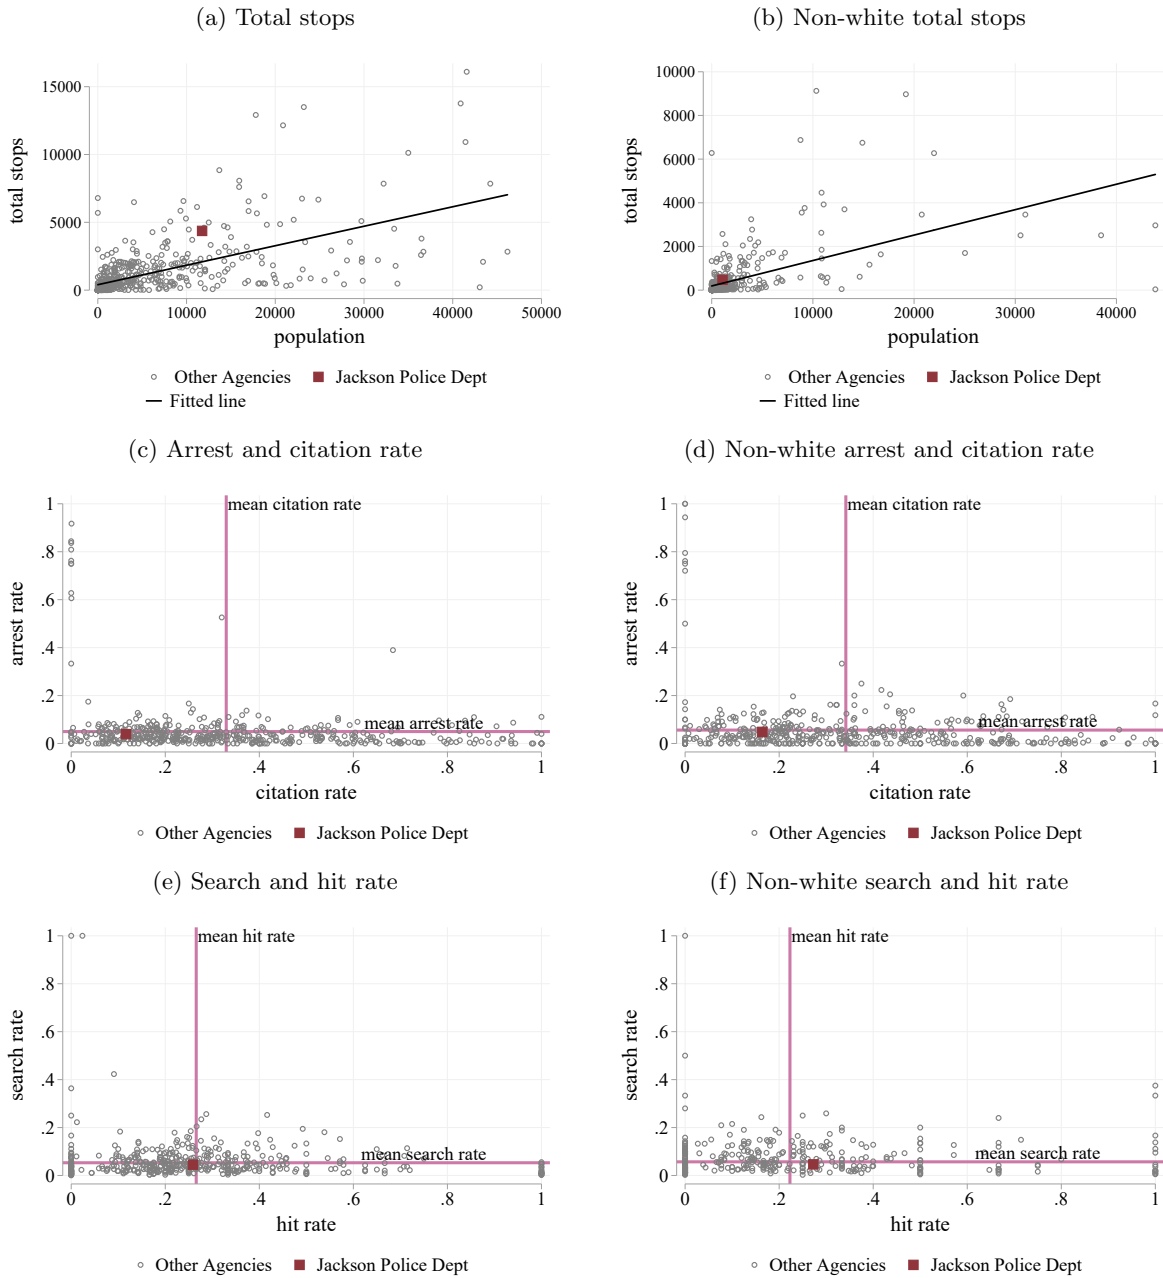 (a) Total stops
(b) Non-white total stops
total stops
15000
10000
5000
0
0 10000 20000 30000 40000 50000
population
Other Agencies Jackson Police Dept
Fitted line
total stops
10000
8000
6000
4000
2000
0
0 10000 20000 30000 40000
population
Other Agencies Jackson Police Dept
Fitted line
(c) Arrest and citation rate
(d) Non-white arrest and citation rate
arrest rate
1
.8
.6
.4
.2
0
mean citation rate
mean arrest rate
0 .2 .4 .6 .8 1
citation rate
Other Agencies Jackson Police Dept
arrest rate
1
.8
.6
.4
.2
0
mean citation rate
mean arrest rate
0 .2 .4 .6 .8 1
citation rate
Other Agencies Jackson Police Dept
(e) Search and hit rate
(f) Non-white search and hit rate
search rate
1
.8
.6
.4
.2
0
mean hit rate
mean search rate
0 .2 .4 .6 .8 1
hit rate
Other Agencies Jackson Police Dept
search rate
1
.8
.6
.4
.2
0
mean hit rate
mean search rate
0 .2 .4 .6 .8 1
hit rate
Other Agencies Jackson Police Dept